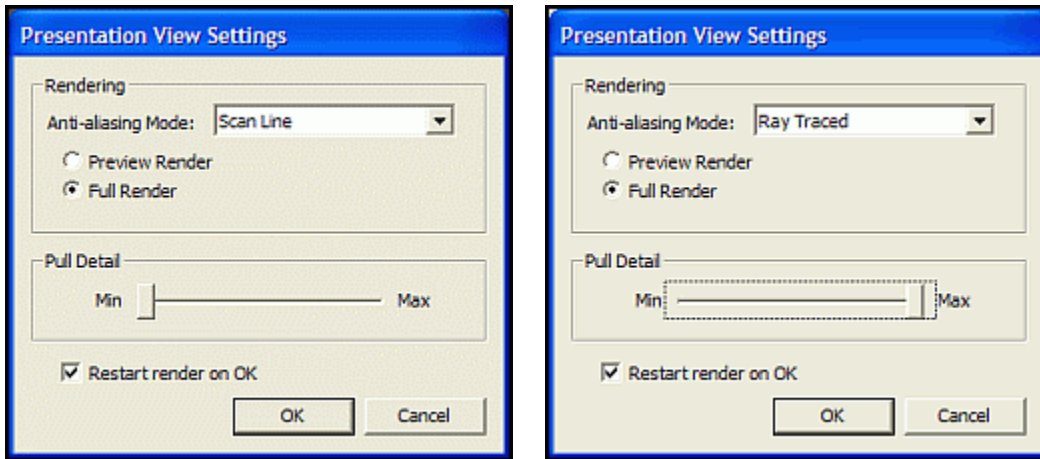 Presentation View Settings
Rendering
Anti-aliasing Mode: Scan Line
Preview Render
Full Render
Pull Detail
Min Max
Restart render on OK
OK Cancel
Presentation View Settings
Rendering
Anti-aliasing Mode: Ray Traced
Preview Render
Full Render
Pull Detail
Min Max
Restart render on OK
OK Cancel